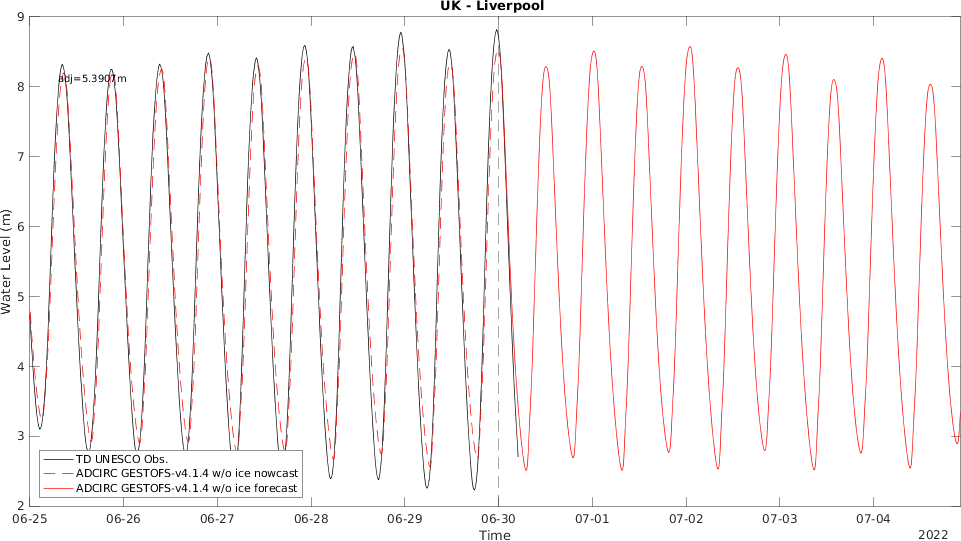 UK - Liverpool
adj=5.3907m
9
8
7
6
5
4
3
2
Water Level (m)
TD UNESCO Obs.
ADCIRC GESTOFS-v4.1.4 w/o ice nowcast
ADCIRC GESTOFS-v4.1.4 w/o ice forecast
06-25 06-26 06-27 06-28 06-29 06-30 07-01 07-02 07-03 07-04
Time
2022